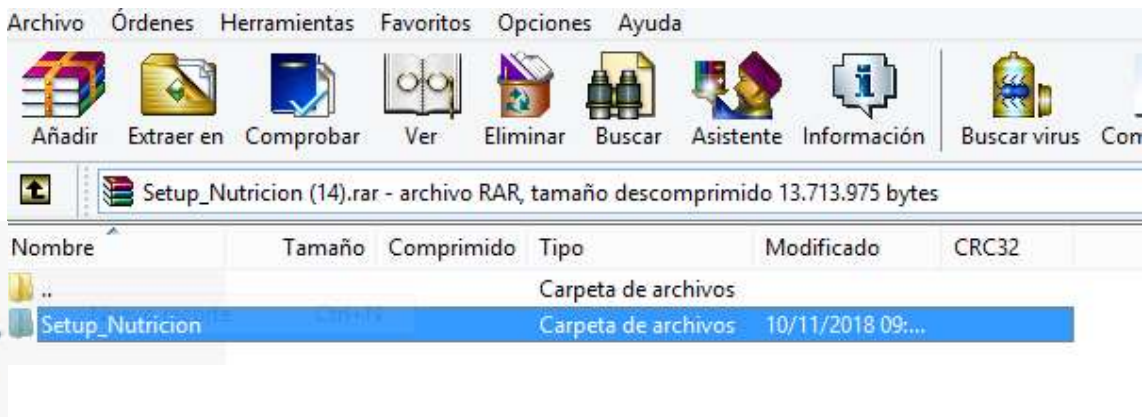 Archivo Órdenes Herramientas Favoritos Opciones Ayuda
Añadir Extraer en Comprobar Ver Eliminar Buscar Asistente Información Buscar virus
Setup_Nutricion (14).rar - archivo RAR, tamaño descomprimido 13.713.975 bytes
Nombre Tamaño Comprimido Tipo Modificado CRC32
.. Carpeta de archivos
Setup_Nutricion Carpeta de archivos 10/11/2018 09:...